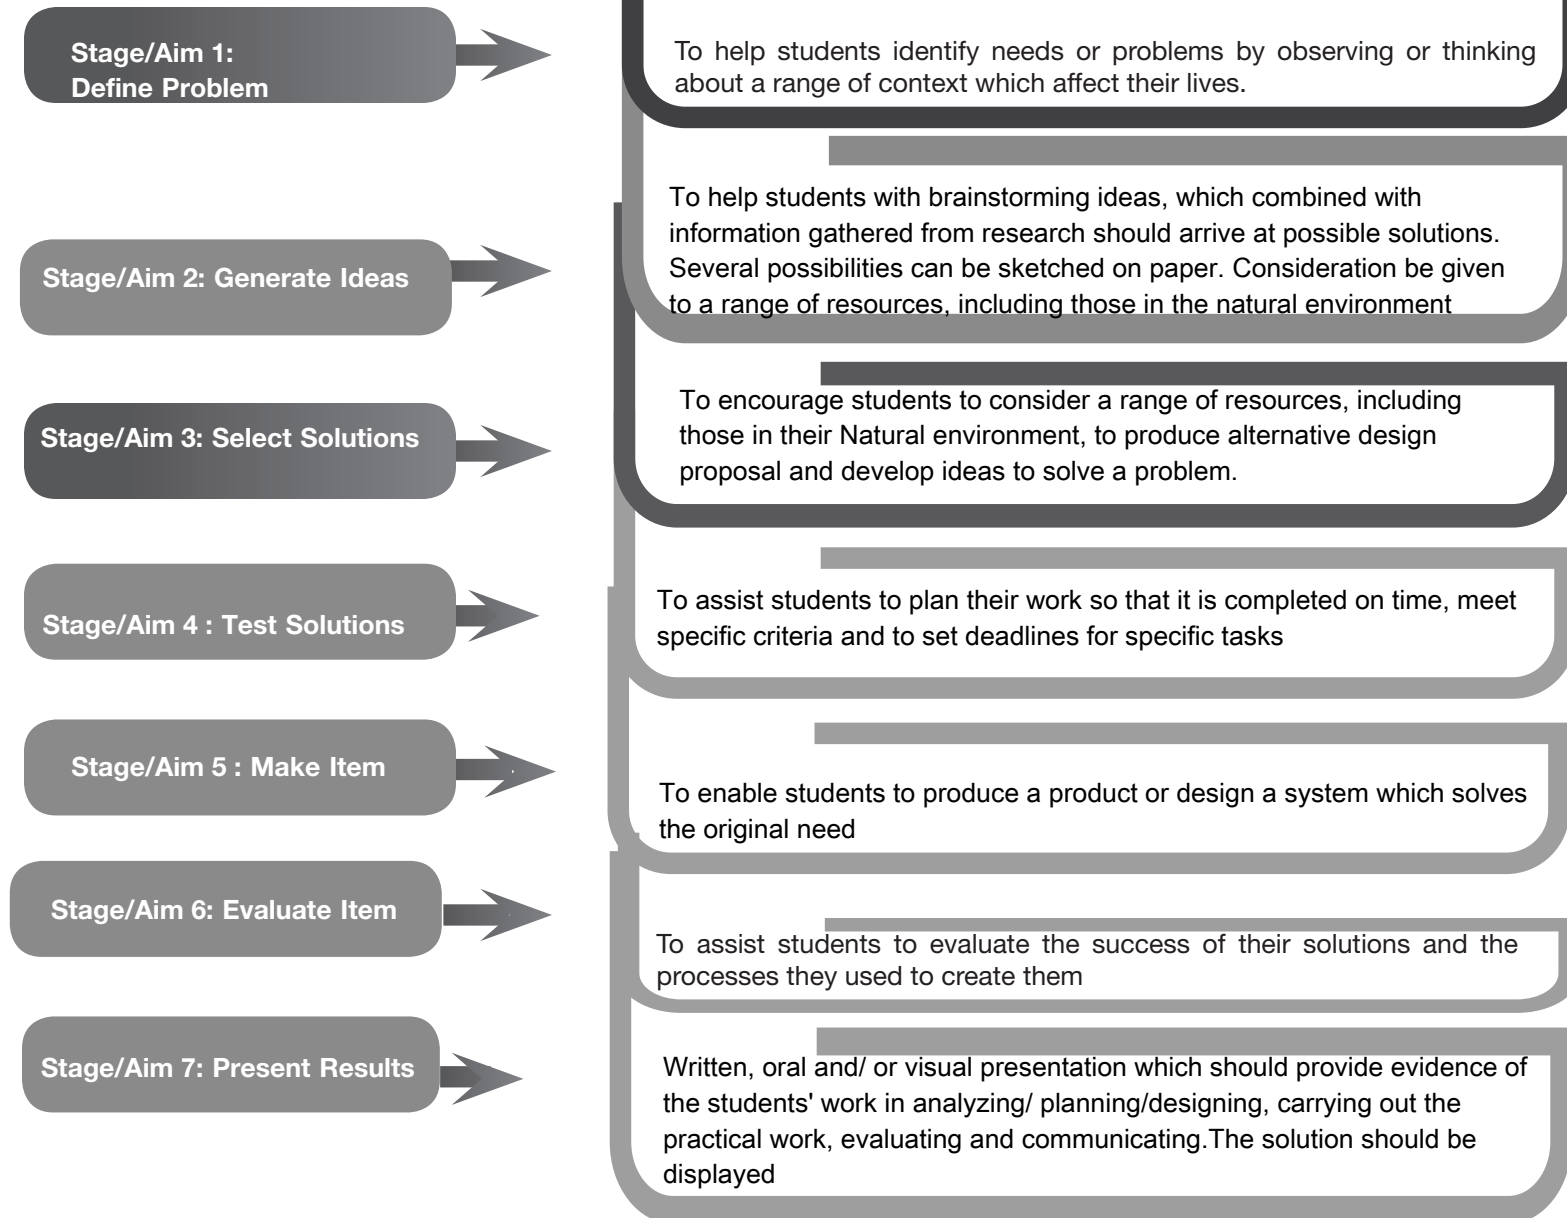 Stage/Aim 1:
Define Problem
To help students identify needs or problems by observing or thinking
about a range of context which affect their lives.
Stage/Aim 2: Generate Ideas
To help students with brainstorming ideas, which combined with
information gathered from research should arrive at possible solutions.
Several possibilities can be sketched on paper. Consideration be given
to a range of resources, including those in the natural environment
Stage/Aim 3: Select Solutions
To encourage students to consider a range of resources, including
those in their Natural environment, to produce alternative design
proposal and develop ideas to solve a problem.
Stage/Aim 4 : Test Solutions
To assist students to plan their work so that it is completed on time, meet
specific criteria and to set deadlines for specific tasks
Stage/Aim 5 : Make Item
To enable students to produce a product or design a system which solves
the original need
Stage/Aim 6: Evaluate Item
To assist students to evaluate the success of their solutions and the
processes they used to create them
Stage/Aim 7: Present Results
Written, oral and/ or visual presentation which should provide evidence of
the students' work in analyzing/ planning/designing, carrying out the
practical work, evaluating and communicating.The solution should be
displayed